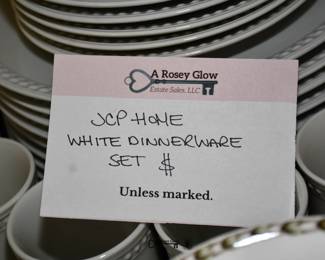 A Rosey Glow
Estate Sales, LLC
JCP HOME
WHITE DINNERWARE
SET $
Unless marked.